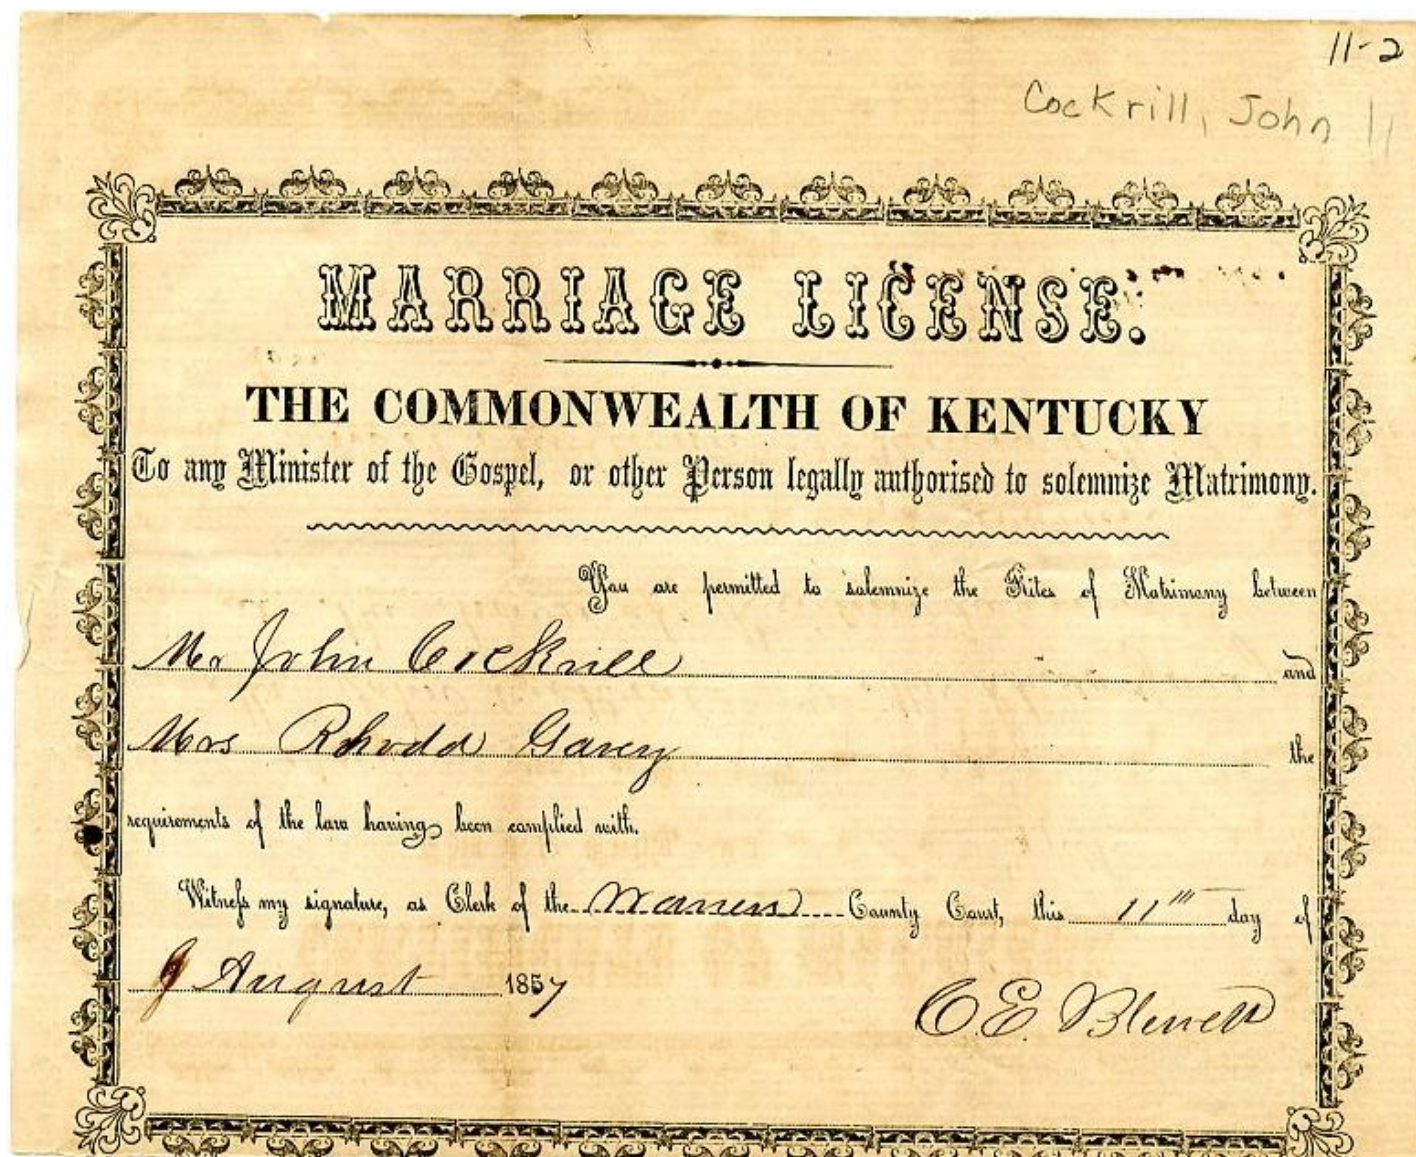 11-2
Cockrill, John
MARRIAGE LICENSE.
THE COMMONWEALTH OF KENTUCKY
To any Minister of the Gospel, or other Person legally authorised to solemnize Matrimony.
You are permitted to solemnize the Rites of Matrimony between
Mr John Cockrill and
Mrs Rhoda the
requirements of the law having been complied with.
Witness my signature, as Clerk of the Warren County Court, this 11th day of
August 1857
C. E. Blewett